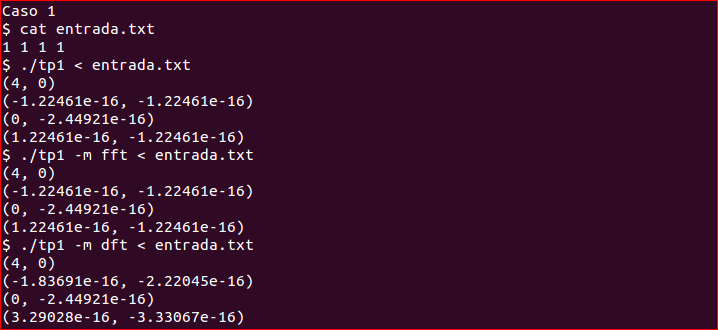 Caso 1
$ cat entrada.txt
1 1 1 1
$ ./tp1 < entrada.txt
(4, 0)
(-1.22461e-16, -1.22461e-16)
(0, -2.44921e-16)
(1.22461e-16, -1.22461e-16)
$ ./tp1 -m fft < entrada.txt
(4, 0)
(-1.22461e-16, -1.22461e-16)
(0, -2.44921e-16)
(1.22461e-16, -1.22461e-16)
$ ./tp1 -m dft < entrada.txt
(4, 0)
(-1.83691e-16, -2.22045e-16)
(0, -2.44921e-16)
(3.29028e-16, -3.33067e-16)